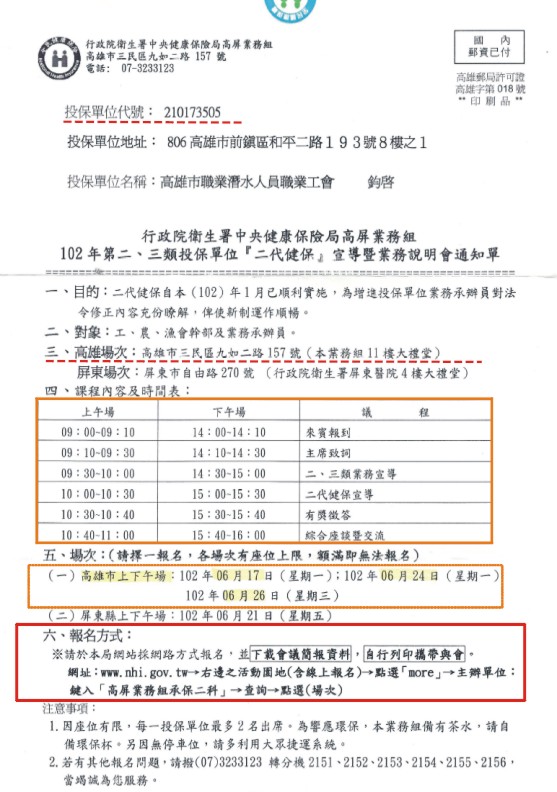 行政院衛生署中央健康保險局高屏業務組
高雄市三民區九如二路 157 號
電話: 07-3233123
國 內
郵資已付
高雄郵局許可證
高雄字第 018 號
** 印 刷 品 **
投保單位代號: 210173505
投保單位地址: 806 高雄市前鎮區和平二路193號8樓之1
投保單位名稱:高雄市職業潛水人員職業工會 鈞啓
行政院衛生署中央健康保險局高屏業務組
102 年第二、三類投保單位『二代健保』宣導暨業務說明會通知單
一、目的:二代健保自本(102)年1月已順利實施,為增進投保單位業務承辦員對法
令修正內容充份瞭解,俾使新制運作順暢。
二、對象:工、農、漁會幹部及業務承辦員。
三、高雄場次:高雄市三民區九如二路 157號(本業務組11樓大禮堂)
屏東場次:屏東市自由路270 號 (行政院衛生署屏東醫院4樓大禮堂)
四、課程內容及時間表:
上午場 下午場 議 程
09:00~09:10 14:00~14:10 來賓報到
09:10~09:30 14:10~14:30 主席致詞
09:30~10:00 14:30~15:00 二、三類業務宣導
10:00~10:30 15:00~15:30 二代健保宣導
10:30~10:40 15:30~15:40 有獎徵答
10:40~11:00 15:40~16:00 綜合座談暨交流
五、場次:(請擇一報名,各場次有座位上限,額滿即無法報名)
(一)高雄市上下午場:102 年 06 月 17 日(星期一);102 年 06 月 24 日(星期一)
102 年 06 月 26 日(星期三)
(二)屏東縣上下午場:102 年 06 月 21 日(星期五)
六、報名方式:
※請於本局網站採網路方式報名,並下載會議簡報資料,自行列印攜帶與會。
網址:www.nhi.gov.tw→右邊之活動園地(含線上報名)→點選「more」→主辦單位:
鍵入「高屏業務組承保二科」→查詢→點選(場次)
注意事項:
1.因座位有限,每一投保單位最多2名出席。為響應環保,本業務組備有茶水,請自
備環保杯。另因無停車位,請多利用大眾捷運系統。
2.若有其他報名問題,請撥(07)3233123 轉分機 2151、2152、2153、2154、2155、2156,
當竭誠為您服務。